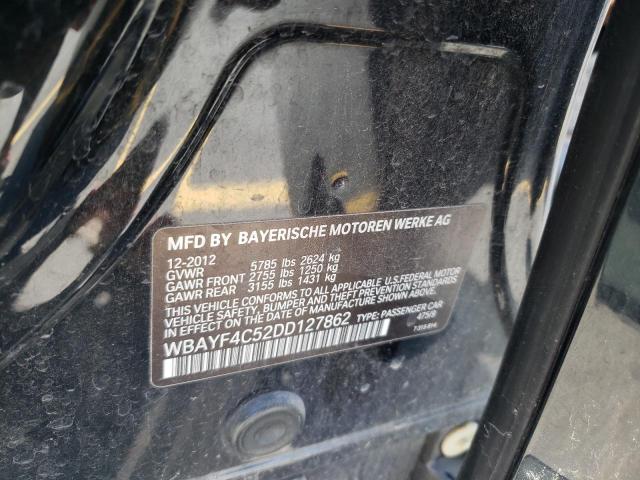 MFD BY BAYERISCHE MOTOREN WERKE AG
12-2012
GVWR 5785 lbs 2624 kg
GAWR FRONT 2755 lbs 1250 kg
GAWR REAR 3155 lbs 1431 kg
THIS VEHICLE CONFORMS TO ALL APPLICABLE U.S. FEDERAL MOTOR
VEHICLE SAFETY, BUMPER AND THEFT PREVENTION STANDARDS
IN EFFECT ON THE DATE OF MANUFACTURE SHOWN ABOVE.
WBAYF4C52DD127862 TYPE: PASSENGER CAR
475/8